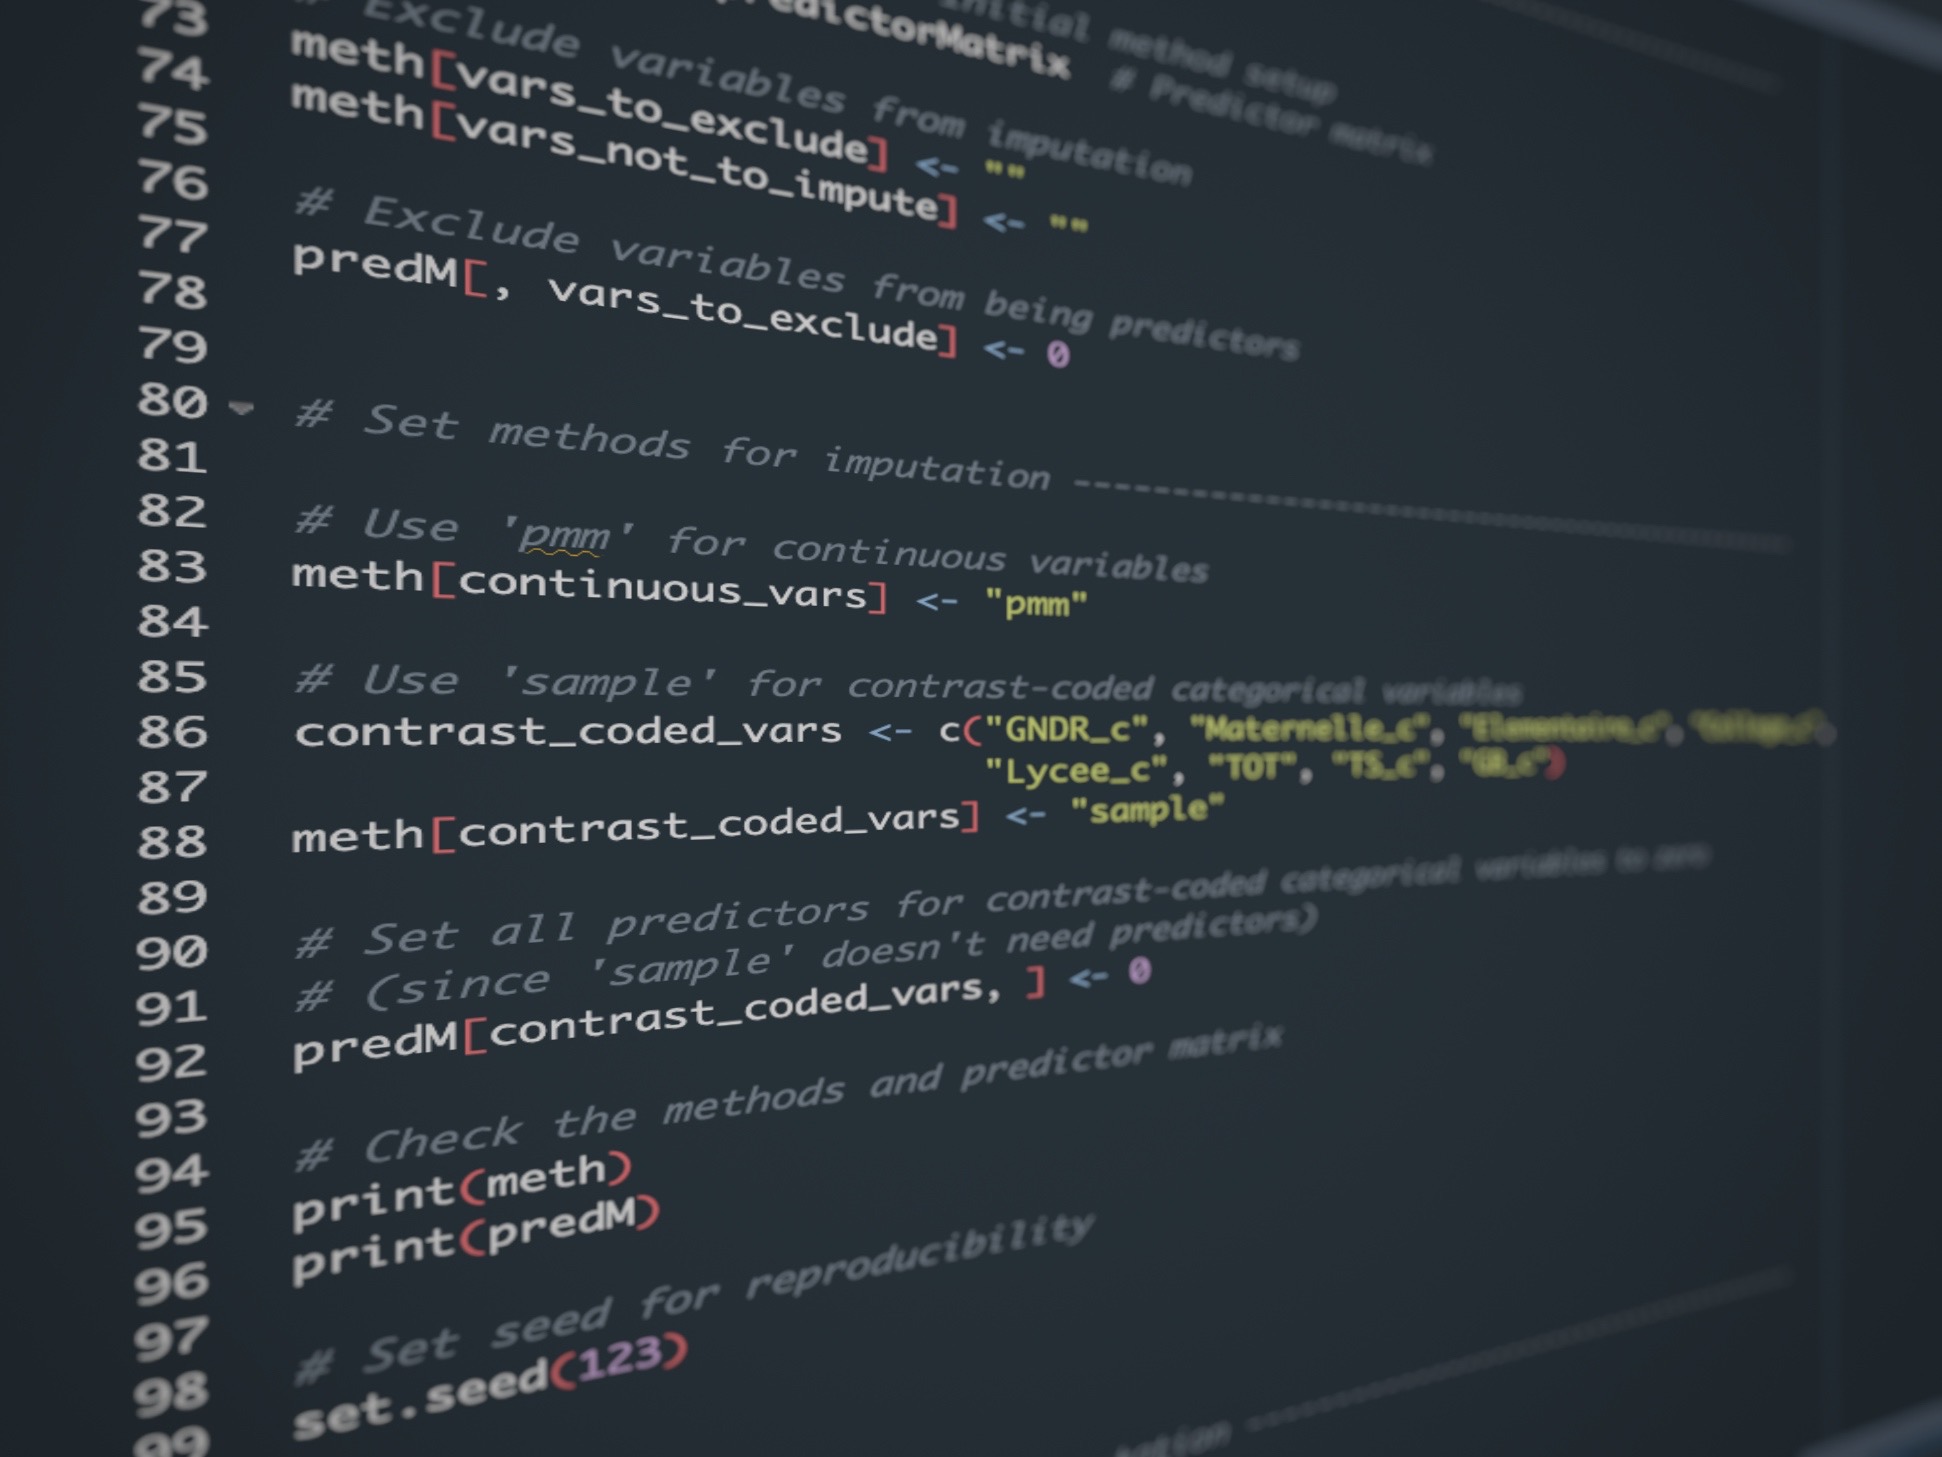 initial method setup
predictorMatrix # Predictor matrix
# Exclude variables from imputation
73 meth[vars_to_exclude] <- ""
74 meth[vars_not_to_impute] <- ""
75
76 # Exclude variables from being predictors
77 predM[, vars_to_exclude] <- 0
78
79
80 # Set methods for imputation ----------------------------------------
81
82 # Use 'pmm' for continuous variables
83 meth[continuous_vars] <- "pmm"
84
85 # Use 'sample' for contrast-coded categorical variables
86 contrast_coded_vars <- c("GNDR_c", "Maternelle_c", "Elementaire_c",
87 "Lycee_c", "TOT", "TS_c", "GB_c")
88 meth[contrast_coded_vars] <- "sample"
89
90 # Set all predictors for contrast-coded categorical variables to zero
91 # (since 'sample' doesn't need predictors)
92 predM[contrast_coded_vars, ] <- 0
93
94 # Check the methods and predictor matrix
95 print(meth)
96 print(predM)
97
98 # Set seed for reproducibility
99 set.seed(123)